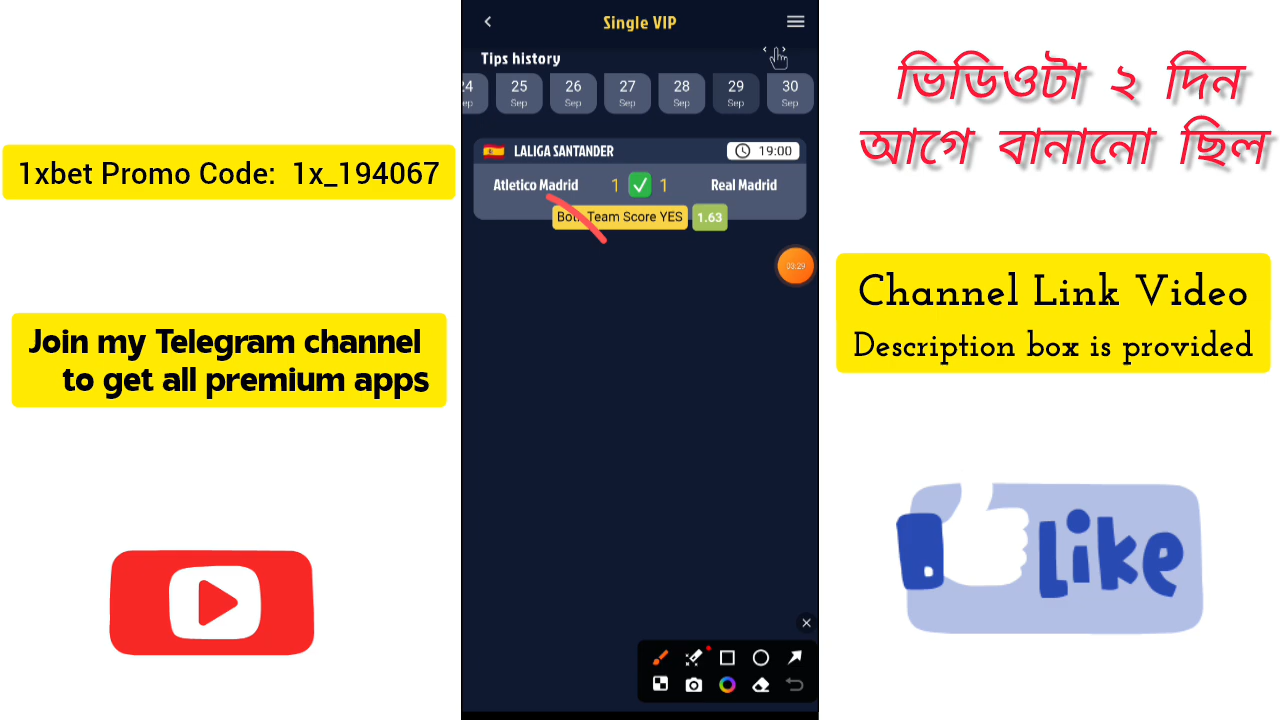 Single VIP
Tips history
24 25 26 27 28 29 30
ep Sep Sep Sep Sep Sep Sep
LALIGA SANTANDER 19:00
Atletico Madrid 1 1 Real Madrid
Both Team Score YES 1.63
03:29
1xbet Promo Code: 1x_194067
Join my Telegram channel
to get all premium apps
ভিডিওটা ২ দিন
আগে বানানো ছিল
Channel Link Video
Description box is provided
Like